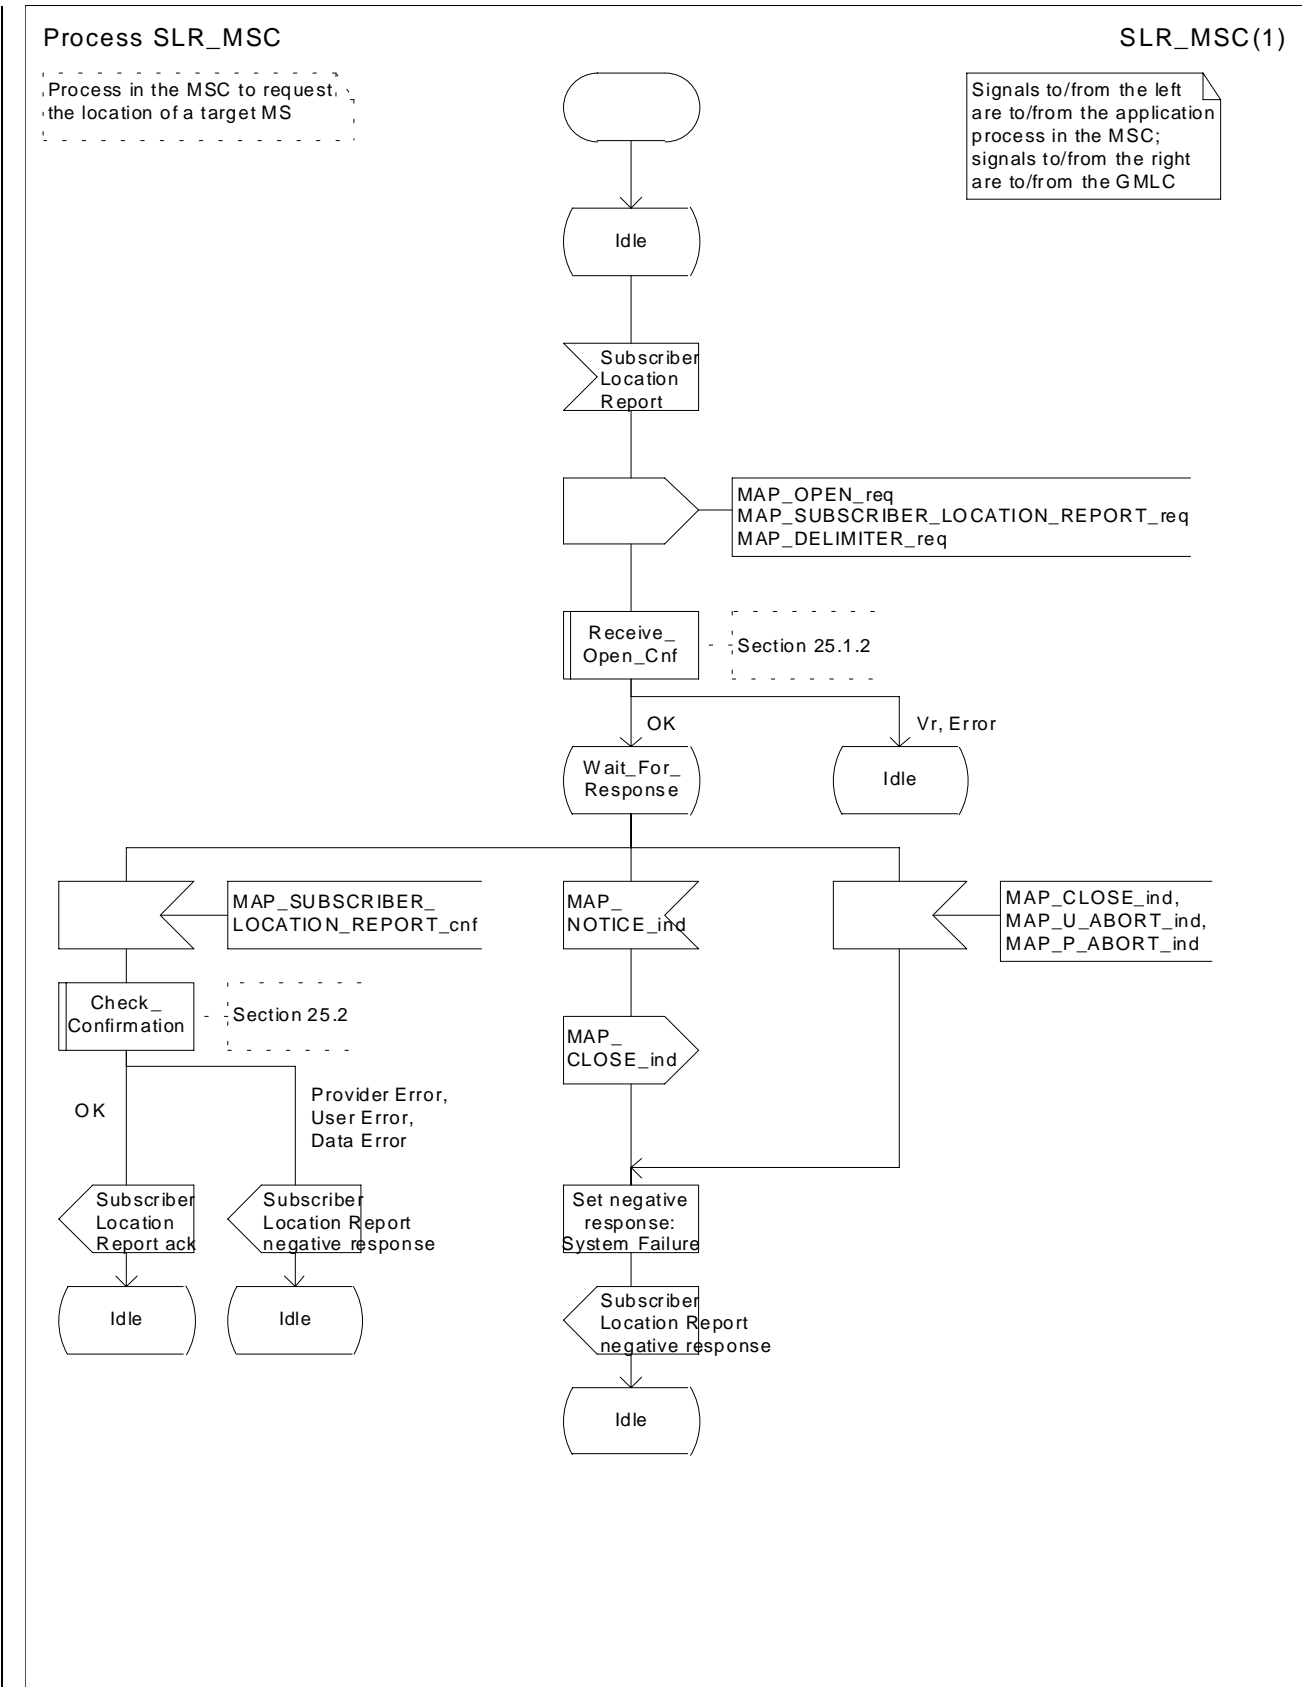 Process SLR_MSC
SLR_MSC(1)
Process in the MSC to request
the location of a target MS
Signals to/from the left
are to/from the application
process in the MSC;
signals to/from the right
are to/from the GMLC
Idle
Subscriber
Location
Report
MAP_OPEN_req
MAP_SUBSCRIBER_LOCATION_REPORT_req
MAP_DELIMITER_req
Receive_
Open_Cnf
Section 25.1.2
OK
Vr, Error
Wait_For_
Response
Idle
MAP_SUBSCRIBER_
LOCATION_REPORT_cnf
MAP_
NOTICE_ind
MAP_CLOSE_ind,
MAP_U_ABORT_ind,
MAP_P_ABORT_ind
Check_
Confirmation
Section 25.2
MAP_
CLOSE_ind
OK
Provider Error,
User Error,
Data Error
Subscriber
Location
Report ack
Subscriber
Location Report
negative response
Set negative
response:
System Failure
Idle
Idle
Subscriber
Location Report
negative response
Idle